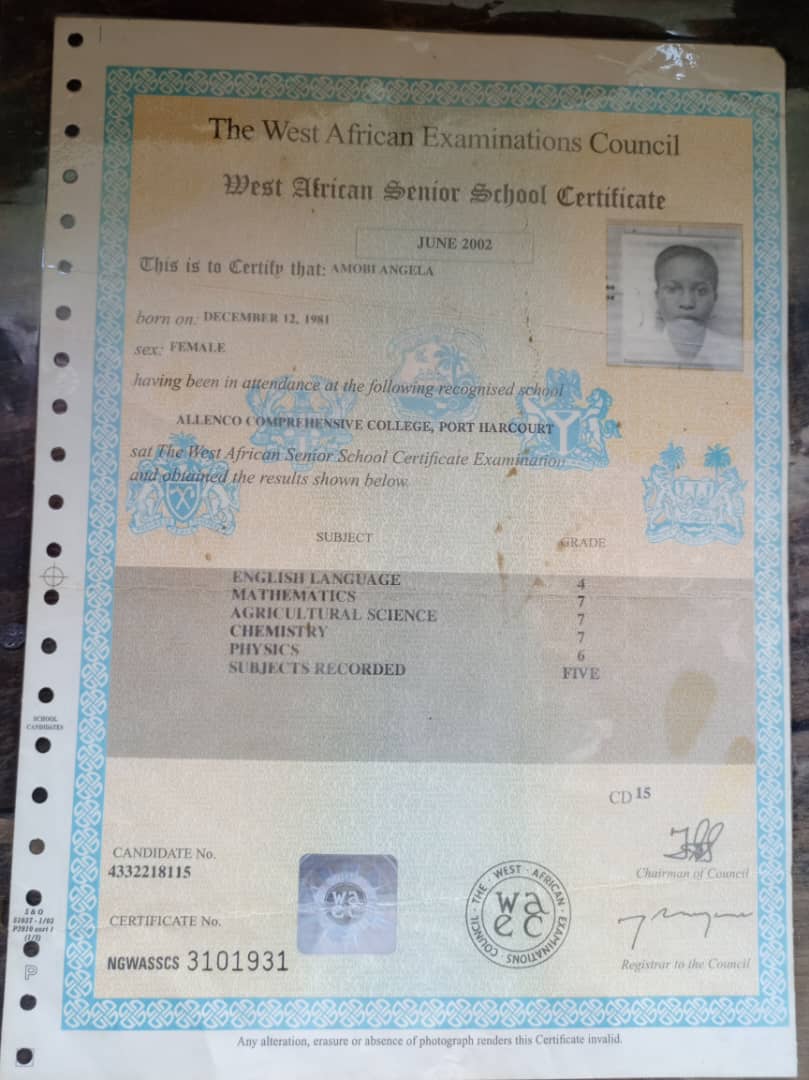 The West African Examinations Council
West African Senior School Certificate
JUNE 2002
This is to Certify that: AMOBI ANGELA
born on: DECEMBER 12, 1981
sex: FEMALE
having been in attendance at the following recognised school
ALLENCO COMPREHENSIVE COLLEGE, PORT HARCOURT
sat The West African Senior School Certificate Examination
and obtained the results shown below.
SUBJECT GRADE
ENGLISH LANGUAGE 4
MATHEMATICS 7
AGRICULTURAL SCIENCE 7
CHEMISTRY 7
PHYSICS 6
SUBJECTS RECORDED FIVE
SCHOOL
CANDIDATES
CD 15
CANDIDATE No.
4332218115
Chairman of Council
CERTIFICATE No.
NGWASSCS 3101931
waec
THE · WEST · AFRICAN · EXAMINATIONS · COUNCIL ·
wa
ec
Registrar to the Council
(1/7)
P
Any alteration, erasure or absence of photograph renders this Certificate invalid.